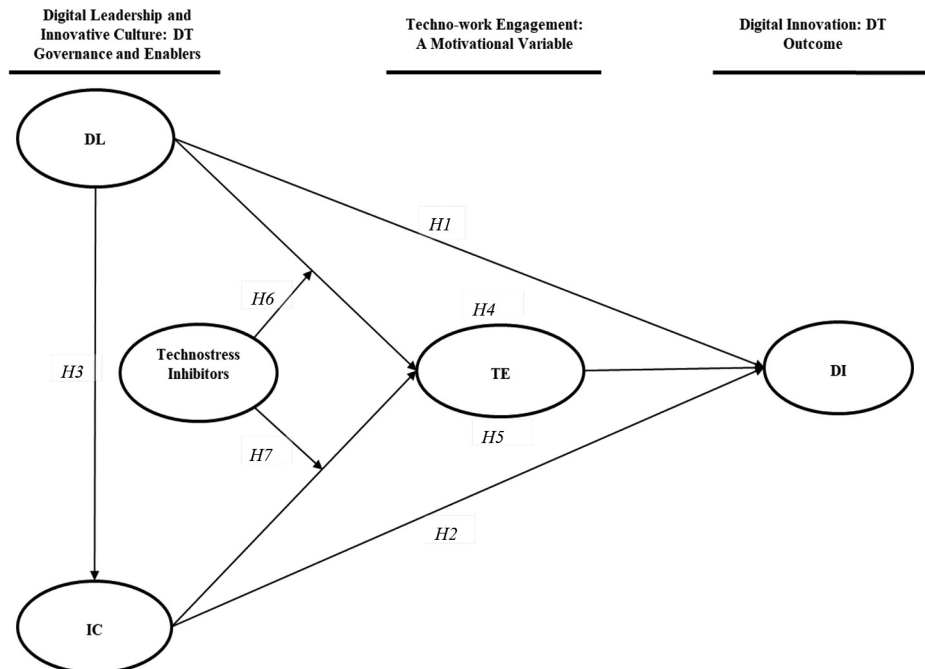 Digital Leadership and
Innovative Culture: DT
Governance and Enablers
Techno-work Engagement:
A Motivational Variable
Digital Innovation: DT
Outcome
DL
H1
H6
H4
H3
Technostress
Inhibitors
TE
DI
H7
H5
H2
IC